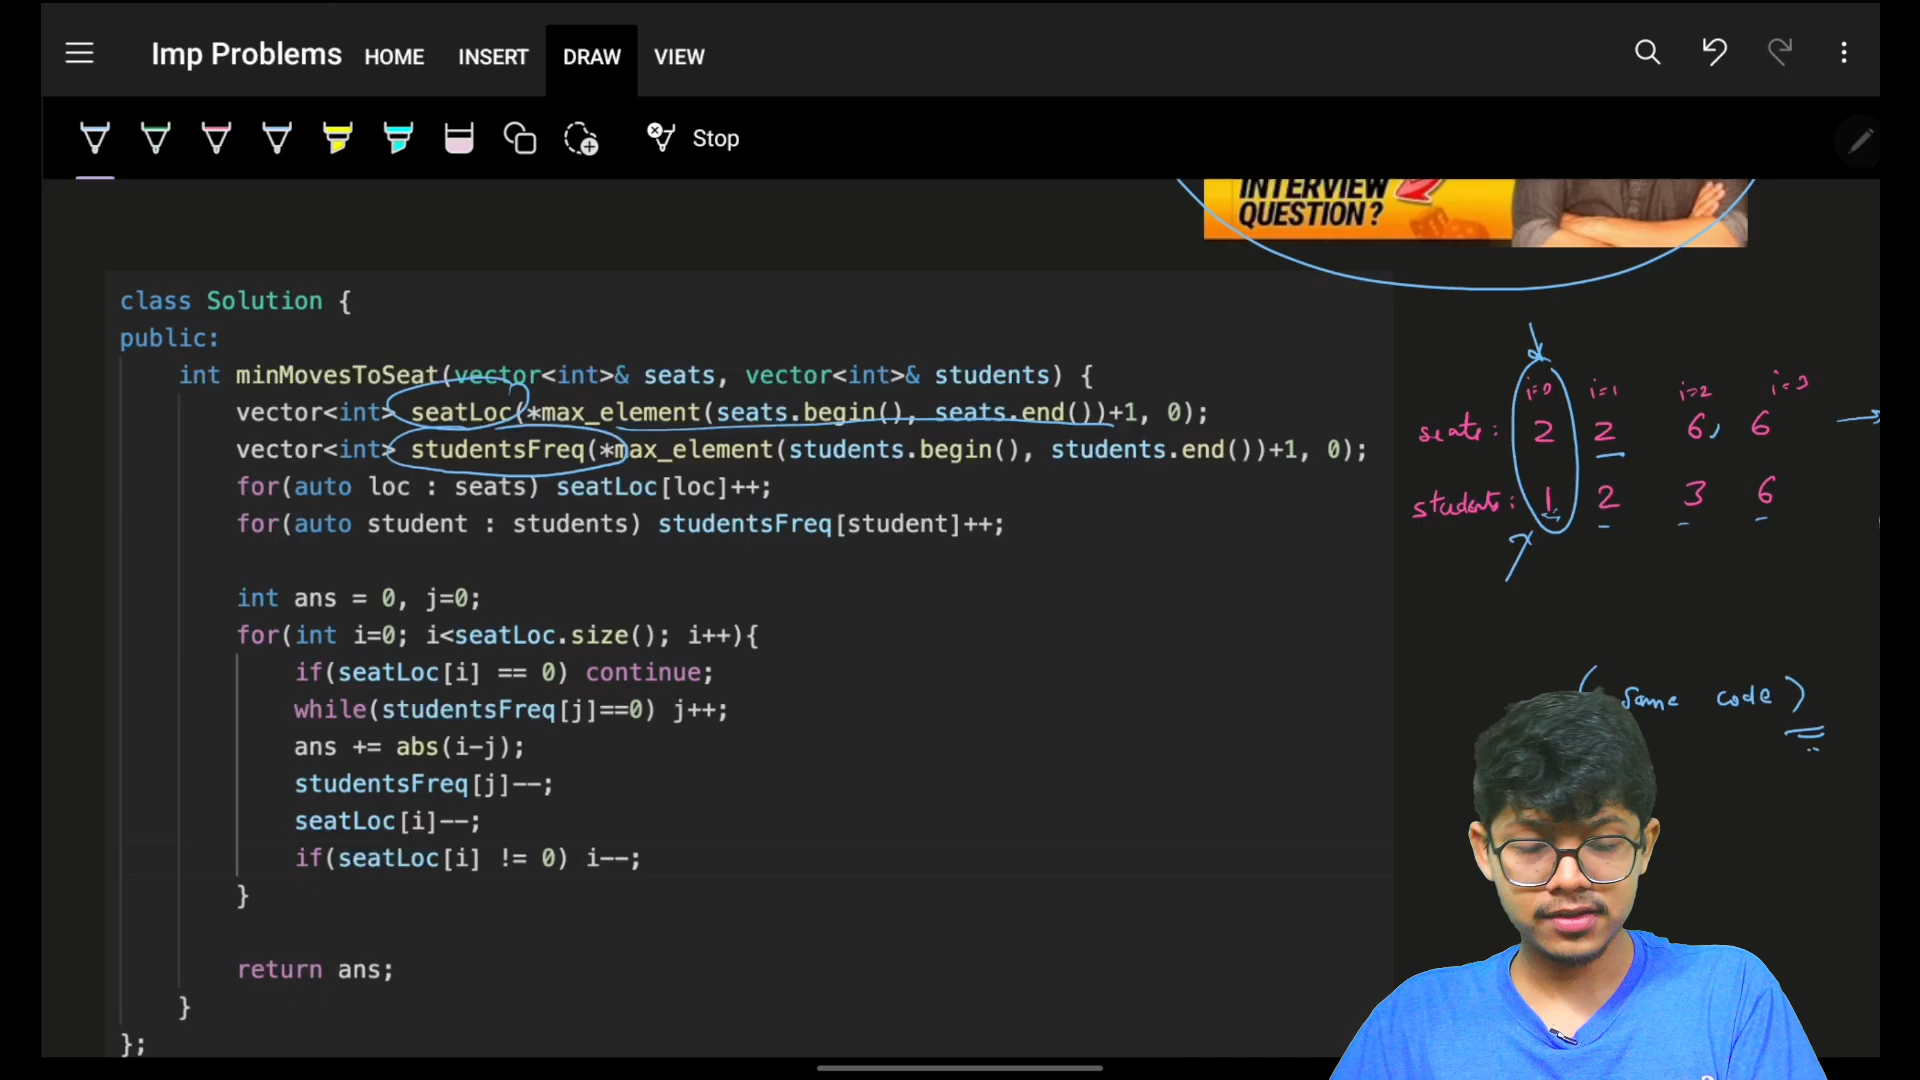 Imp Problems HOME INSERT DRAW VIEW
Stop
INTERVIEW
QUESTION?
class Solution {
public:
int minMovesToSeat(vector<int>& seats, vector<int>& students) {
vector<int> seatLoc(*max_element(seats.begin(), seats.end())+1, 0);
vector<int> studentsFreq(*max_element(students.begin(), students.end())+1, 0);
for(auto loc : seats) seatLoc[loc]++;
for(auto student : students) studentsFreq[student]++;
int ans = 0, j=0;
for(int i=0; i<seatLoc.size(); i++){
if(seatLoc[i] == 0) continue;
while(studentsFreq[j]==0) j++;
ans += abs(i-j);
studentsFreq[j]--;
seatLoc[i]--;
if(seatLoc[i] != 0) i--;
}
return ans;
}
};
i=0 i=1 i=2 i=3
seats: 2 2 6, 6
students: 1 2 3 6
(same code)